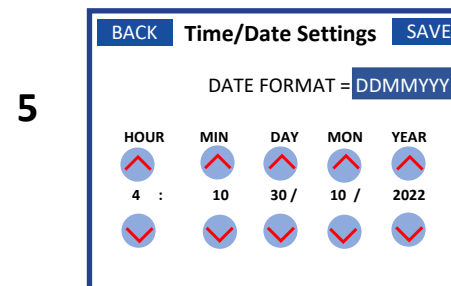 BACK Time/Date Settings SAVE
DATE FORMAT = DDMMYYY
5
HOUR MIN DAY MON YEAR
4 : 10 30 / 10 / 2022